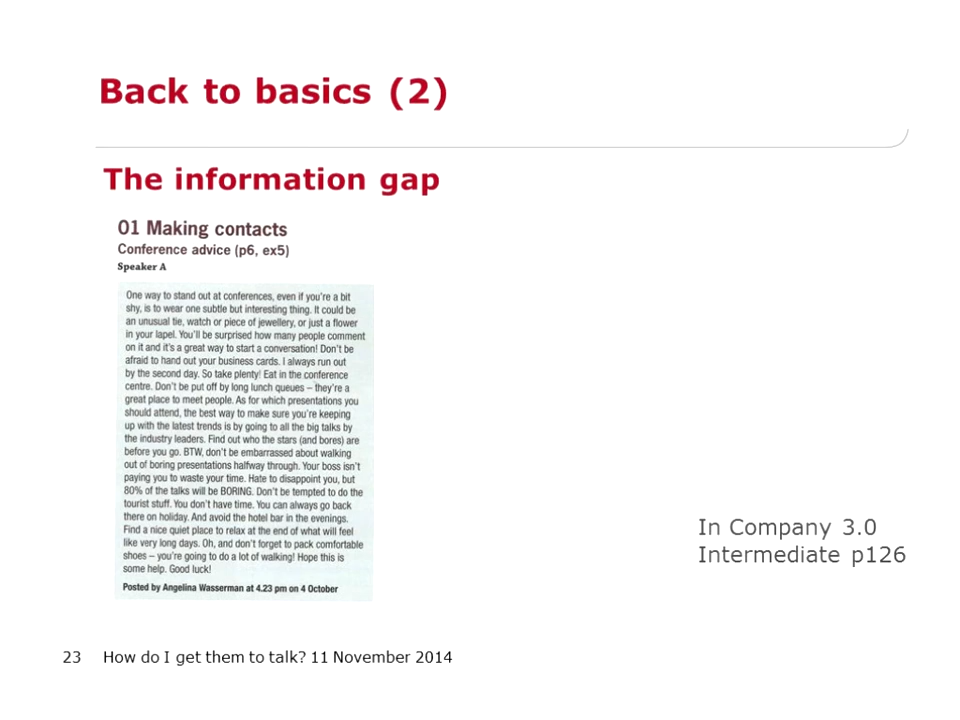 Back to basics (2)
The information gap
01 Making contacts
Conference advice (p6, ex5)
Speaker A
One way to stand out at conferences, even if you're a bit
shy, is to wear one subtle but interesting thing. It could be
an unusual tie, watch or piece of jewellery, or just a flower
in your lapel. You'll be surprised how many people comment
on it and it's a great way to start a conversation! Don't be
afraid to hand out your business cards. I always run out
by the second day. So take plenty! Eat in the conference
centre. Don't be put off by long lunch queues – they're a
great place to meet people. As for which presentations you
should attend, the best way to make sure you're keeping
up with the latest trends is by going to all the big talks by
the industry leaders. Find out who the stars (and bores) are
before you go. BTW, don't be embarrassed about walking
out of boring presentations halfway through. Your boss isn't
paying you to waste your time. Hate to disappoint you, but
80% of the talks will be BORING. Don't be tempted to do the
tourist stuff. You don't have time. You can always go back
there on holiday. And avoid the hotel bar in the evenings.
Find a nice quiet place to relax at the end of what will feel
like very long days. Oh, and don't forget to pack comfortable
shoes – you're going to do a lot of walking! Hope this is
some help. Good luck!
Posted by Angelina Wasserman at 4.23 pm on 4 October
In Company 3.0
Intermediate p126
23 How do I get them to talk? 11 November 2014